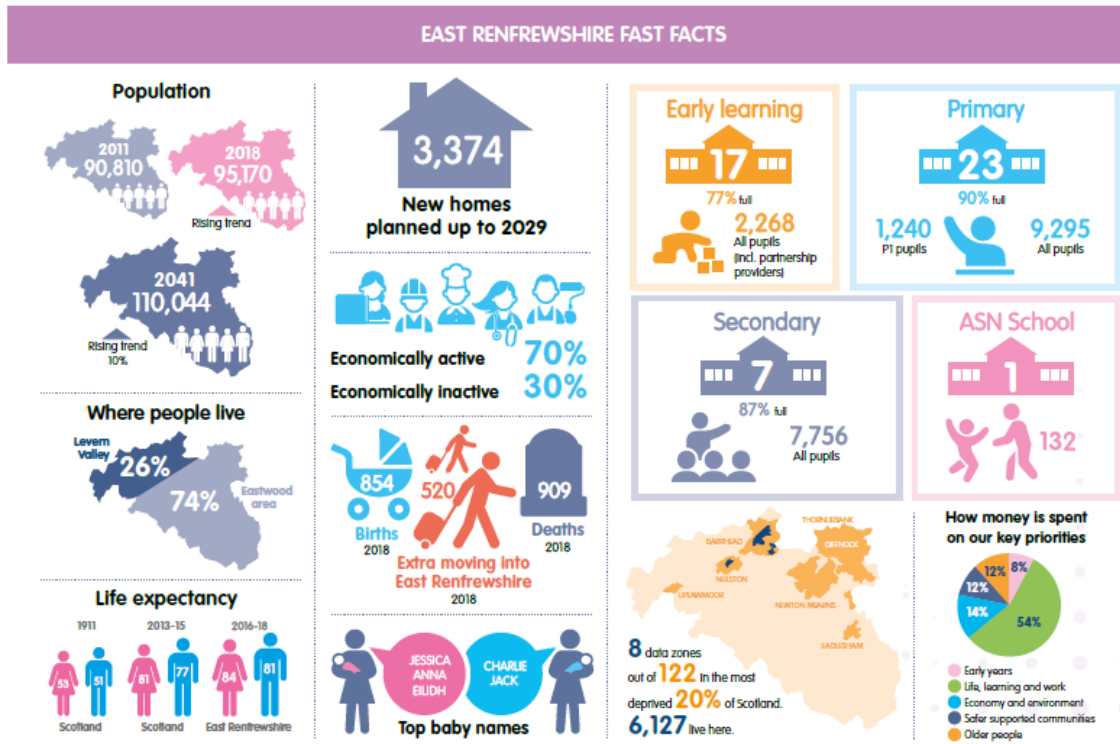 EAST RENFREWSHIRE FAST FACTS
Population
2011
90,810
2018
95,170
Rising trend
2041
110,044
Rising trend
10%
Where people live
Levern
Valley
26%
74%
Eastwood
area
Life expectancy
1911
2013-15
2016-18
53
51
81
77
84
81
Scotland
Scotland
East Renfrewshire
3,374
New homes
planned up to 2029
Economically active 70%
Economically inactive 30%
854
Births
2018
520
Extra moving into
East Renfrewshire
2018
909
Deaths
2018
JESSICA
ANNA
EILIDH
CHARLIE
JACK
Top baby names
Early learning
17
77% full
2,268
All pupils
(incl. partnership
providers)
Primary
23
90% full
1,240
P1 pupils
9,295
All pupils
Secondary
7
87% full
7,756
All pupils
ASN School
1
132
THORNLIEBANK
BARRHEAD
GIFFNOCK
NEILSTON
UPLAWMOOR
NEWTON MEARNS
EAGLESHAM
8 data zones
out of 122 in the most
deprived 20% of Scotland.
6,127 live here.
How money is spent
on our key priorities
12%
8%
12%
14%
54%
Early years
Life, learning and work
Economy and environment
Safer supported communities
Older people